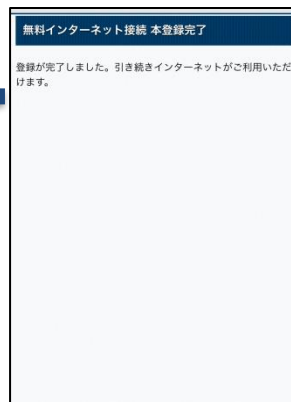 無料インターネット接続 本登録完了
登録が完了しました。引き続きインターネットがご利用いただ
けます。